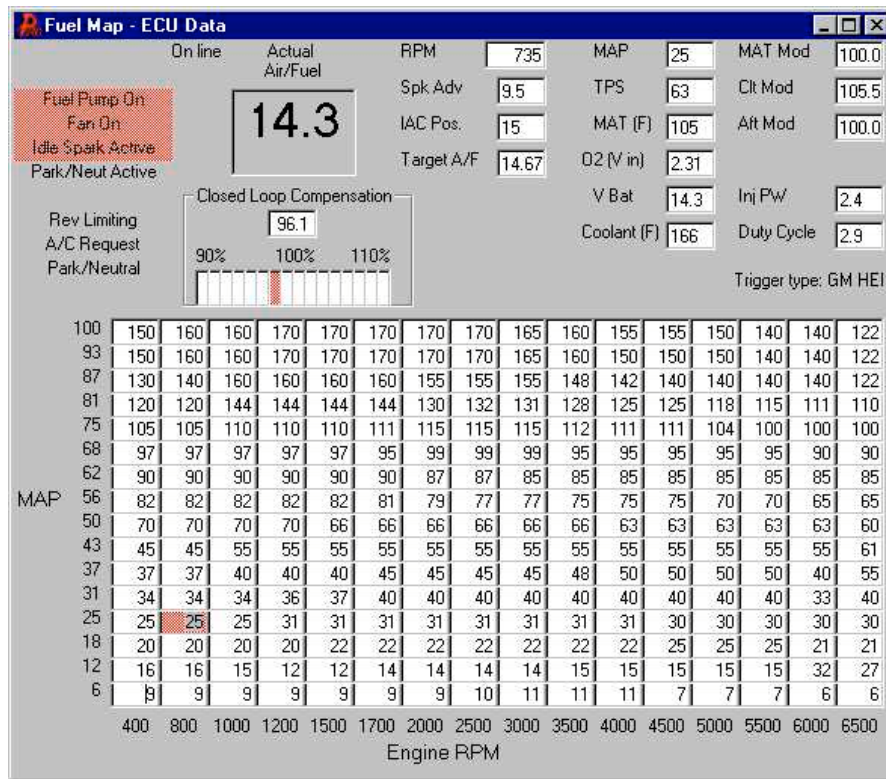 Fuel Map - ECU Data
On line Actual Air/Fuel RPM 735 MAP 25 MAT Mod 100.0
Fuel Pump On 14.3 Spk Adv 9.5 TPS 63 Clt Mod 105.5
Fan On IAC Pos. 15 MAT (F) 105 Aft Mod 100.0
Idle Spark Active Target A/F 14.67 O2 (V in) 2.31
Park/Neut Active
Closed Loop Compensation V Bat 14.3 Inj PW 2.4
Rev Limiting 96.1 Coolant (F) 166 Duty Cycle 2.9
A/C Request 90% 100% 110%
Park/Neutral Trigger type: GM HEI
100 150 160 160 170 170 170 170 170 165 160 155 155 150 140 140 122
93 150 160 160 170 170 170 170 170 165 160 150 150 150 140 140 122
87 130 140 160 160 160 160 155 155 155 148 142 140 140 140 140 122
81 120 120 144 144 144 144 130 132 131 128 125 125 118 115 111 110
75 105 105 110 110 110 111 115 115 115 112 111 111 104 100 100 100
68 97 97 97 97 97 95 99 99 99 95 95 95 95 95 90 90
62 90 90 90 90 90 90 87 87 85 85 85 85 85 85 85 85
MAP 56 82 82 82 82 82 81 79 77 77 75 75 75 70 70 65 65
50 70 70 70 70 66 66 66 66 66 66 63 63 63 63 63 60
43 45 45 55 55 55 55 55 55 55 55 55 55 55 55 55 61
37 37 37 40 40 40 45 45 45 45 48 50 50 50 50 40 55
31 34 34 34 36 37 40 40 40 40 40 40 40 40 40 33 40
25 25 25 25 31 31 31 31 31 31 31 31 30 30 30 30 30
18 20 20 20 20 22 22 22 22 22 22 22 25 25 25 21 21
12 16 16 15 12 12 14 14 14 14 15 15 15 15 15 32 27
6 9 9 9 9 9 9 9 10 11 11 11 7 7 7 6 6
400 800 1000 1200 1500 1700 2000 2500 3000 3500 4000 4500 5000 5500 6000 6500
Engine RPM